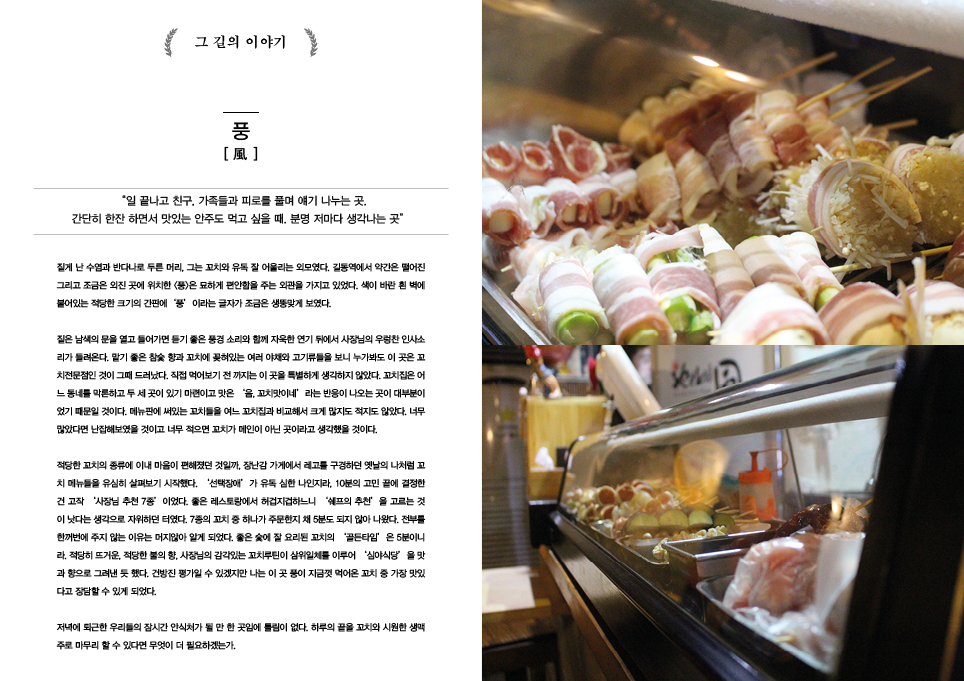 그 길의 이야기
풍
[ 風 ]
“일 끝나고 친구, 가족들과 피로를 풀며 얘기 나누는 곳,
간단히 한잔 하면서 맛있는 안주도 먹고 싶을 때, 분명 저마다 생각나는 곳”
짙게 난 수염과 반다나로 두른 머리, 그는 꼬치와 유독 잘 어울리는 외모였다. 길동역에서 약간은 떨어진
그리고 조금은 외진 곳에 위치한 (풍)은 묘하게 편안함을 주는 외관을 가지고 있었다. 색이 바란 흰 벽에
붙어있는 적당한 크기의 간판에 ‘풍’ 이라는 글자가 조금은 생뚱맞게 보였다.
짙은 남색의 문을 열고 들어가면 듣기 좋은 풍경 소리와 함께 자욱한 연기 뒤에서 사장님의 우렁찬 인사소
리가 들려온다. 맡기 좋은 참숯 향과 꼬치에 꽂혀있는 여러 야채와 고기류들을 보니 누가봐도 이 곳은 꼬
치전문점인 것이 그때 드러났다. 직접 먹어보기 전 까지는 이 곳을 특별하게 생각하지 않았다. 꼬치집은 어
느 동네를 막론하고 두 세 곳이 있기 마련이고 맛은 ‘음, 꼬치맛이네’ 라는 반응이 나오는 곳이 대부분이
었기 때문일 것이다. 메뉴판에 써있는 꼬치들을 여느 꼬치집과 비교해서 크게 많지도 적지도 않았다. 너무
많았다면 난잡해보였을 것이고 너무 적으면 꼬치가 메인이 아닌 곳이라고 생각했을 것이다.
적당한 꼬치의 종류에 이내 마음이 편해졌던 것일까, 장난감 가게에서 레고를 구경하던 옛날의 나처럼 꼬
치 메뉴들을 유심히 살펴보기 시작했다. ‘선택장애’ 가 유독 심한 나인지라, 10분의 고민 끝에 결정한
건 고작 ‘사장님 추천 7종’ 이었다. 좋은 레스토랑에서 허겁지겁하느니 ‘쉐프의 추천’ 을 고르는 것
이 낫다는 생각으로 자위하던 터였다. 7종의 꼬치 중 하나가 주문한지 채 5분도 되지 않아 나왔다. 전부를
한꺼번에 주지 않는 이유는 머지않아 알게 되었다. 좋은 숯에 잘 요리된 꼬치의 ‘골든타임’ 은 5분이니
라. 적당히 뜨거운, 적당한 불의 향, 사장님의 감각있는 꼬치루틴이 삼위일체를 이루어 ‘심야식당’ 을 맛
과 향으로 그려낸 듯 했다. 건방진 평가일 수 있겠지만 나는 이 곳 풍이 지금껏 먹어온 꼬치 중 가장 맛있
다고 장담할 수 있게 되었다.
저녁에 퇴근한 우리들의 잠시간 안식처가 될 만 한 곳임에 틀림이 없다. 하루의 끝을 꼬치와 시원한 생맥
주로 마무리 할 수 있다면 무엇이 더 필요하겠는가.